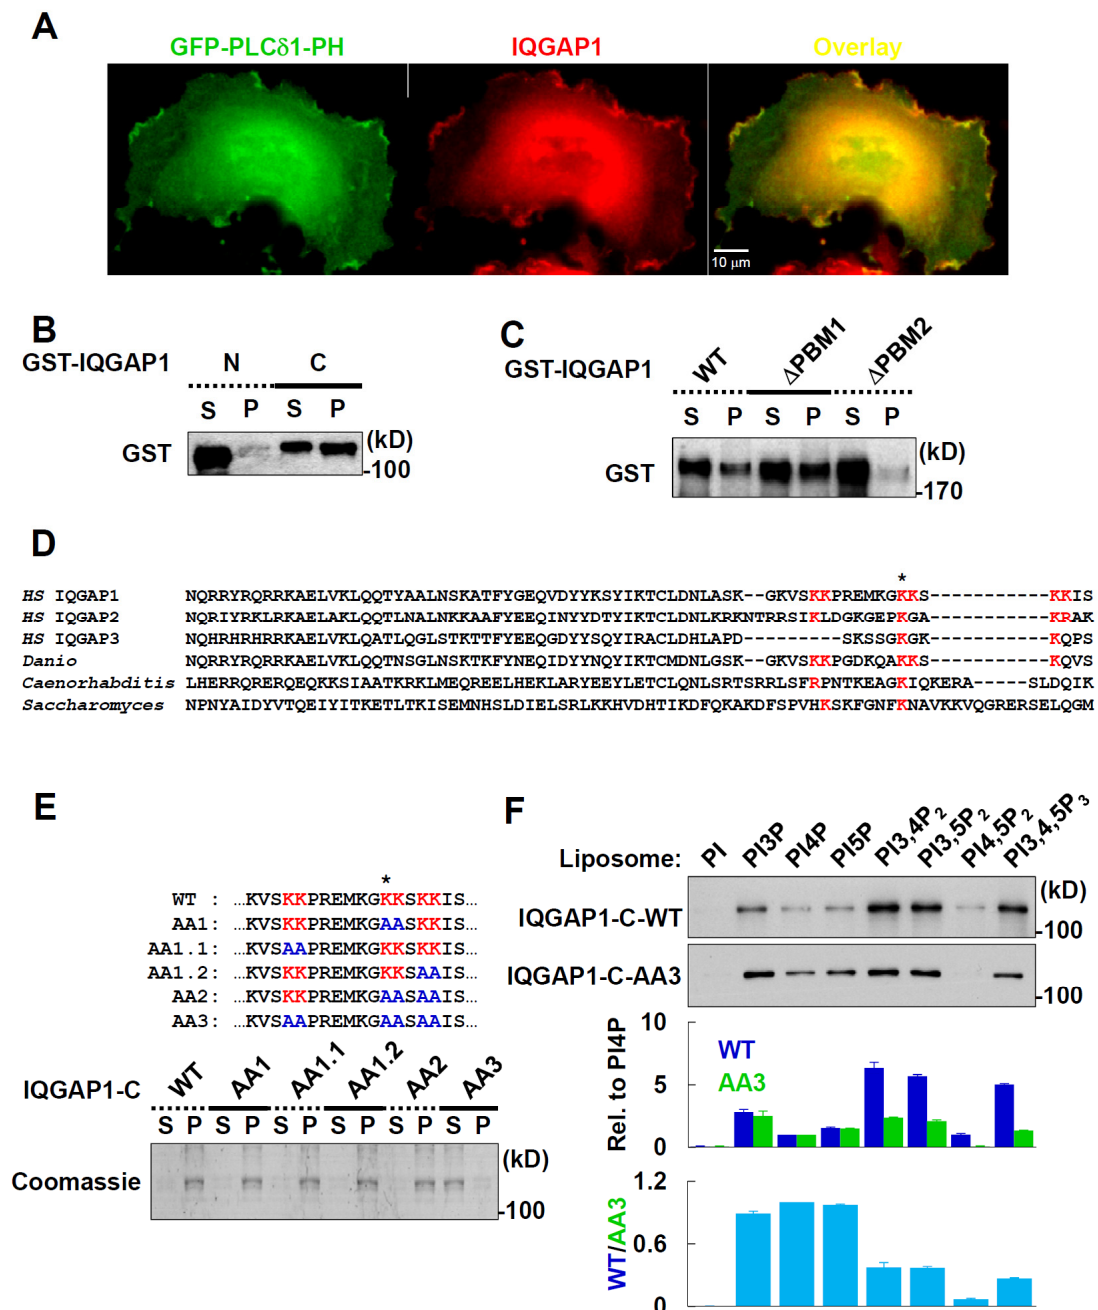 A
GFP-PLCδ1-PH IQGAP1 Overlay
10 μm
B
GST-IQGAP1 N C
S P S P
GST (kD)
-100
C
GST-IQGAP1 WT ΔPBM1 ΔPBM2
S P S P S P
GST (kD)
-170
D
*
HS IQGAP1 NQRRYRQRRKAELVKLQQTYAALNSKATFYGEQVDYYKSYIKTCLDNLASK--GKVSKKPREMKGKKS------------KKIS
HS IQGAP2 NQRIYRKLRKAELAKLQQTLNALNKKAAFYEEQINYYDTYIKTCLDNLKRKNTRRSIKLDGKGEPKGA------------KRAK
HS IQGAP3 NQHRHRHRRKAELVKLQATLQGLSTKTTFYEEQGDYYSQYIRACLDHLAPD----------SKSSGKGK------------KQPS
Danio NQRRYRQRRKAELVKLQQTNSGLNSKTKFYNEQIDYYNQYIKTCMDNLGSK--GKVSKKPGDKQAKKS------------KQVS
Caenorhabditis LHERRQRERQEQKKSIAATKRKLMEQREELHEKLARYEEYLETCLQNLSRTSRRLSFRPNTKEAGKIQKERA-----SLDQIK
Saccharomyces NPNYAIDYVTQEIYITKETLTKISEMNHSLDIELSRLKKHVDHTIKDFQKAKDFSPVHKSKFGNFKNAVKKVQGRERSELQGM
E
*
WT : …KVSKKPREMKGKKSKKIS…
AA1 : …KVSKKPREMKGAASKKIS…
AA1.1: …KVSAAPREMKGKKSKKIS…
AA1.2: …KVSKKPREMKGKKSAAIS…
AA2: …KVSKKPREMKGAASAAIS…
AA3: …KVSAAPREMKGAASAAIS…
IQGAP1-C WT AA1 AA1.1 AA1.2 AA2 AA3
S P S P S P S P S P S P
Coomassie (kD)
-100
F
Liposome: PI PI3P PI4P PI5P PI3,4P2 PI3,5P2 PI4,5P2 PI3,4,5P3
IQGAP1-C-WT (kD)
-100
IQGAP1-C-AA3
-100
Rel. to PI4P
10
5
0
WT
AA3
WT/AA3
1.2
0.6
0